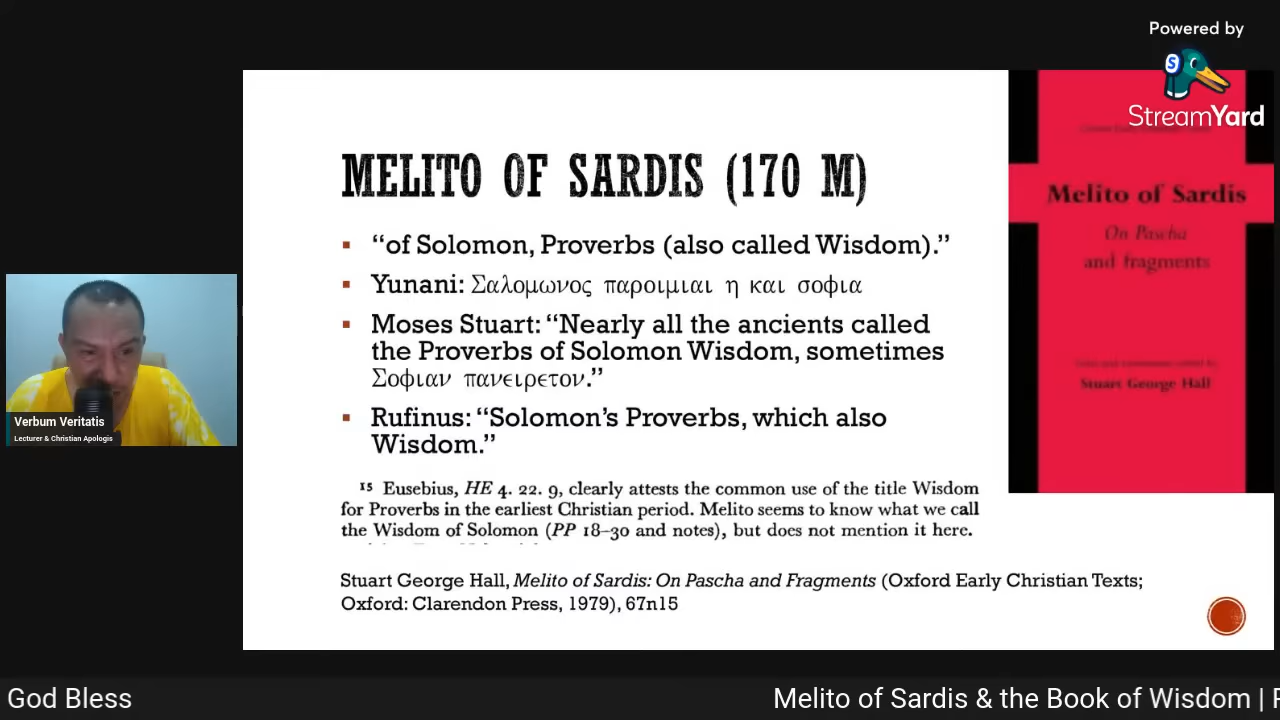 Powered by
StreamYard
MELITO OF SARDIS (170 M)
“of Solomon, Proverbs (also called Wisdom).”
Yunani: Σαλομωνος παροιμιαι η και σοφια
Moses Stuart: “Nearly all the ancients called
the Proverbs of Solomon Wisdom, sometimes
Σοφιαν πανειρετον.”
Rufinus: “Solomon’s Proverbs, which also
Wisdom.”
15 Eusebius, HE 4. 22. 9, clearly attests the common use of the title Wisdom
for Proverbs in the earliest Christian period. Melito seems to know what we call
the Wisdom of Solomon (PP 18–30 and notes), but does not mention it here.
Stuart George Hall, Melito of Sardis: On Pascha and Fragments (Oxford Early Christian Texts;
Oxford: Clarendon Press, 1979), 67n15
Melito of Sardis
On Pascha
and fragments
Stuart George Hall
Verbum Veritatis
Lecturer & Christian Apologis
God Bless
Melito of Sardis & the Book of Wisdom |